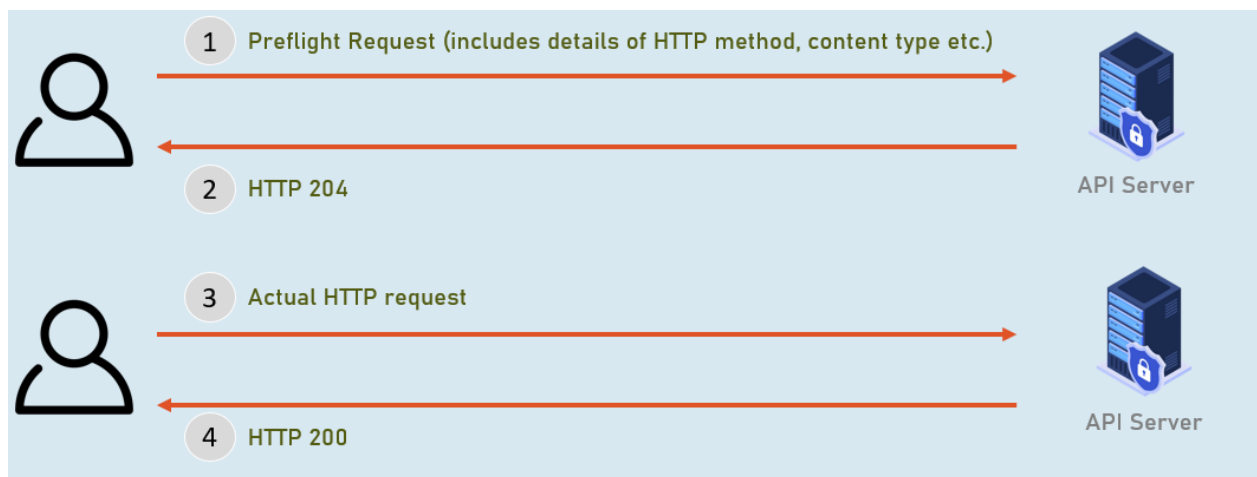 1 Preflight Request (includes details of HTTP method, content type etc.)
2 HTTP 204
API Server
3 Actual HTTP request
4 HTTP 200
API Server